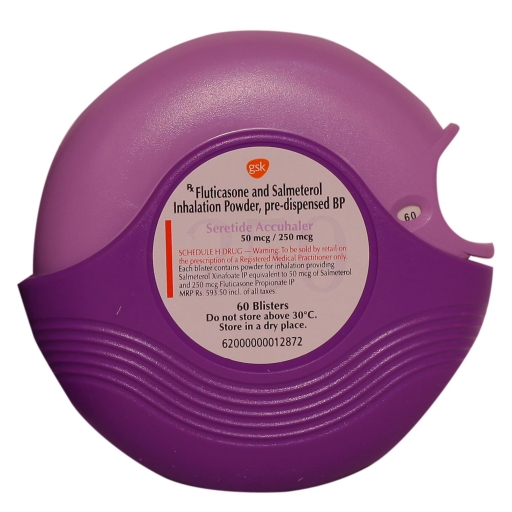 gsk
℞ Fluticasone and Salmeterol
Inhalation Powder, pre-dispensed BP
Seretide Accuhaler
50 mcg / 250 mcg
SCHEDULE H DRUG — Warning: To be sold by retail on
the prescription of a Registered Medical Practitioner only.
Each blister contains powder for inhalation providing
Salmeterol Xinafoate IP equivalent to 50 mcg of Salmeterol
and 250 mcg Fluticasone Propionate IP
MRP Rs. 593.50 incl. of all taxes
60 Blisters
Do not store above 30°C.
Store in a dry place.
62000000012872
60